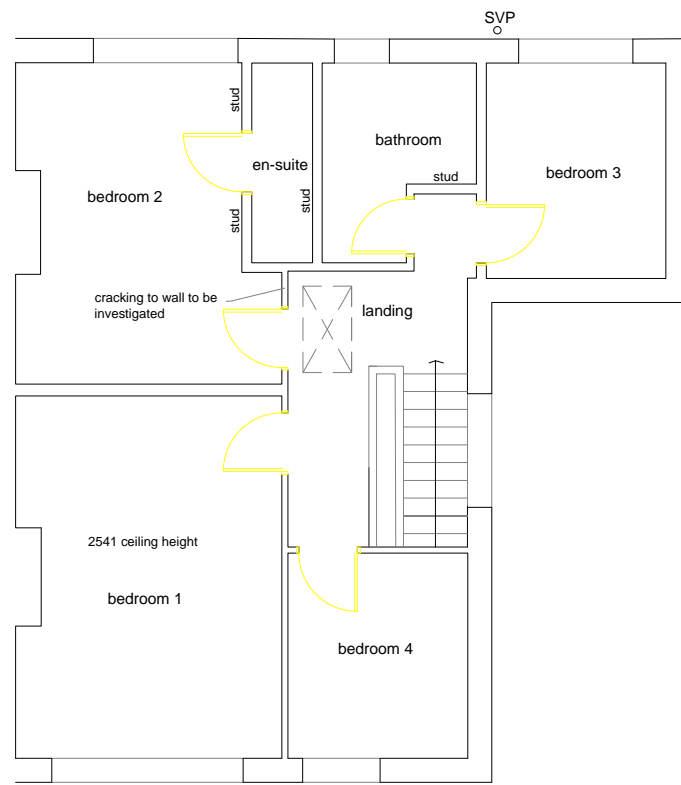 SVP
stud
bathroom
en-suite
stud
bedroom 3
bedroom 2
stud
stud
cracking to wall to be
investigated
landing
2541 ceiling height
bedroom 1
bedroom 4